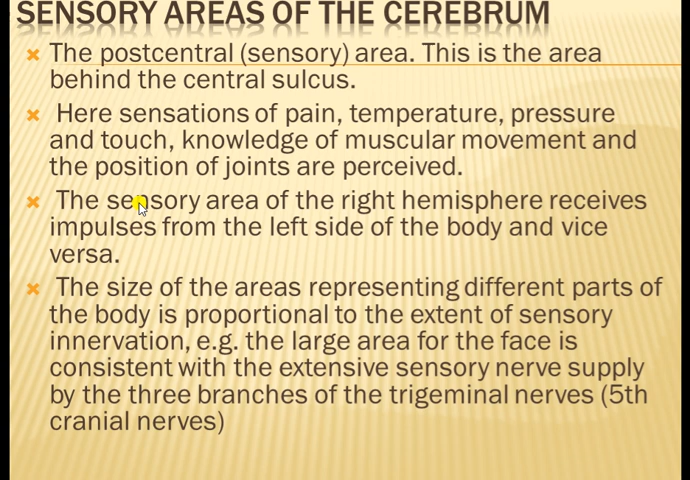 SENSORY AREAS OF THE CEREBRUM
× The postcentral (sensory) area. This is the area
behind the central sulcus.
× Here sensations of pain, temperature, pressure
and touch, knowledge of muscular movement and
the position of joints are perceived.
× The sensory area of the right hemisphere receives
impulses from the left side of the body and vice
versa.
× The size of the areas representing different parts of
the body is proportional to the extent of sensory
innervation, e.g. the large area for the face is
consistent with the extensive sensory nerve supply
by the three branches of the trigeminal nerves (5th
cranial nerves)